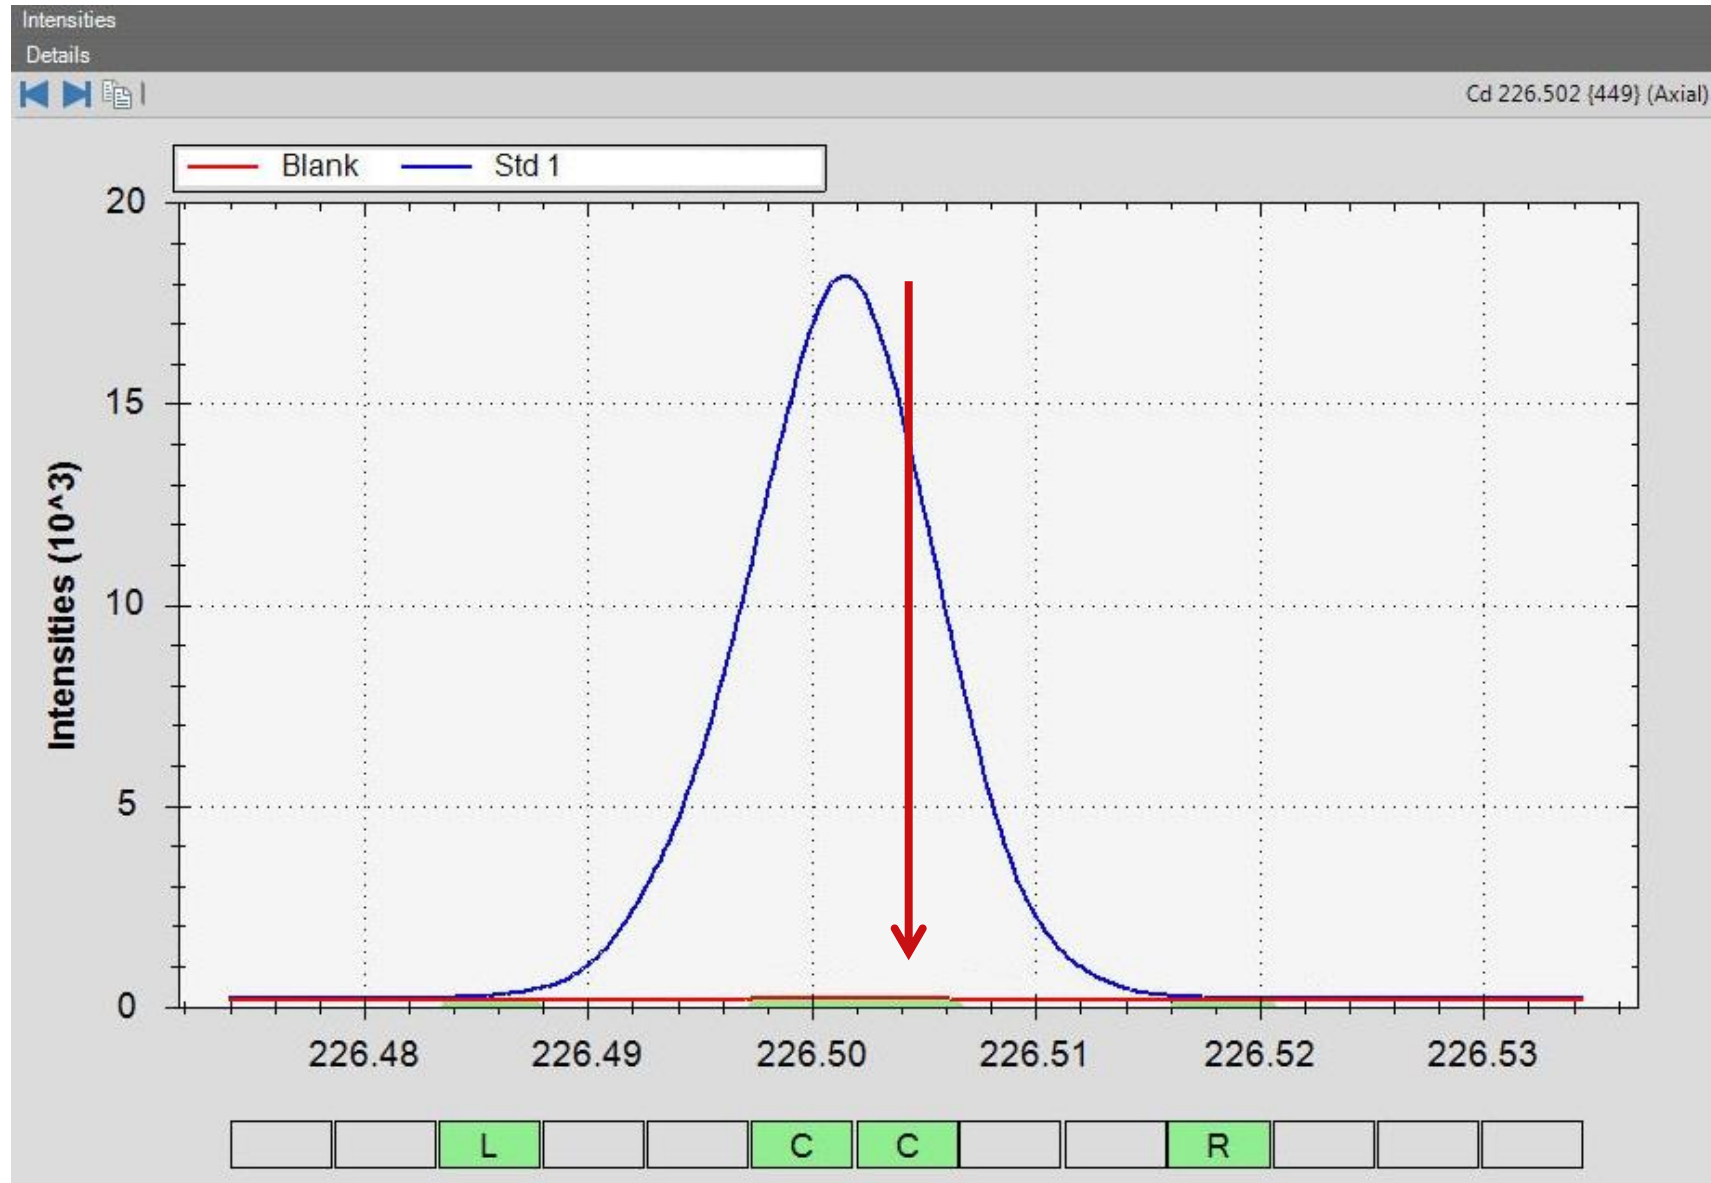 Intensities
Details
Cd 226.502 {449} (Axial)
Blank Std 1
Intensities (10^3)
20
15
10
5
0
226.48 226.49 226.50 226.51 226.52 226.53
L C C R